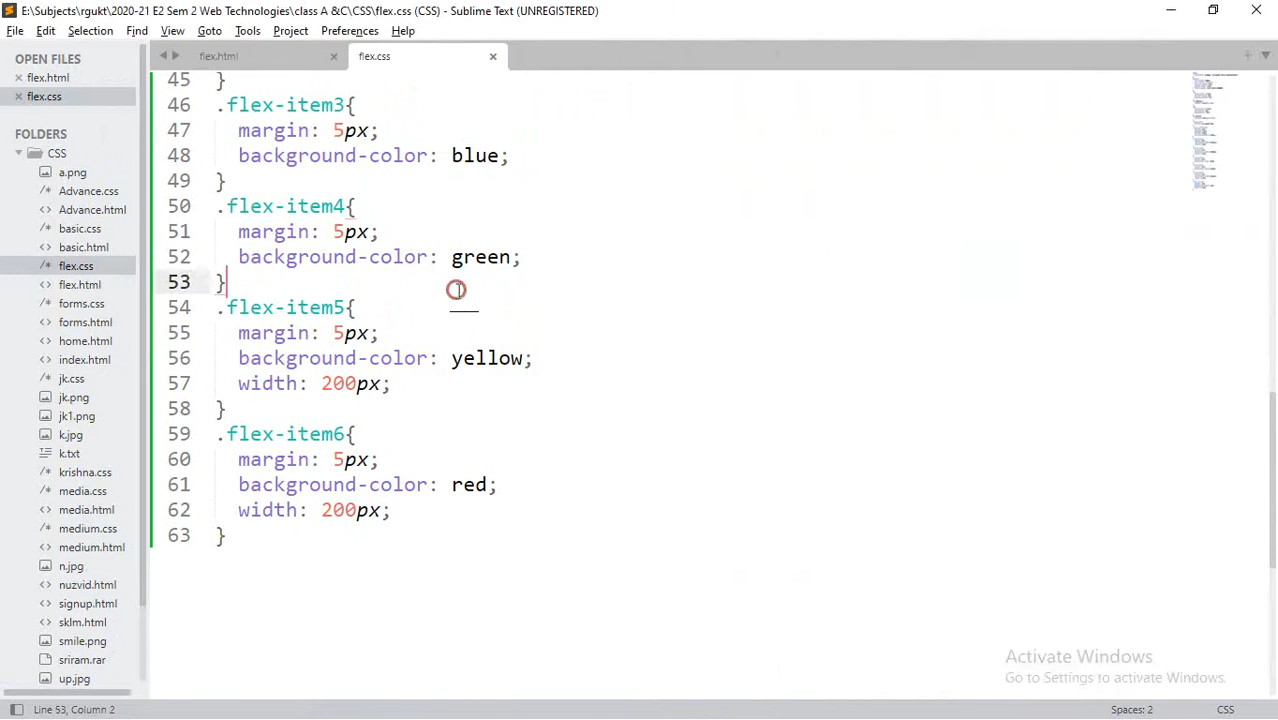 E:\Subjects\rgukt\2020-21 E2 Sem 2 Web Technologies\class A &C\CSS\flex.css (CSS) - Sublime Text (UNREGISTERED)
File Edit Selection Find View Goto Tools Project Preferences Help
OPEN FILES
flex.html
flex.css
FOLDERS
CSS
a.png
Advance.css
Advance.html
basic.css
basic.html
flex.css
flex.html
forms.css
forms.html
home.html
index.html
jk.css
jk.png
jk1.png
k.jpg
k.txt
krishna.css
media.css
media.html
medium.css
medium.html
n.jpg
nuzvid.html
signup.html
sklm.html
smile.png
sriram.rar
up.jpg
flex.html
flex.css
45 }
46 .flex-item3{
47 margin: 5px;
48 background-color: blue;
49 }
50 .flex-item4{
51 margin: 5px;
52 background-color: green;
53 }
54 .flex-item5{
55 margin: 5px;
56 background-color: yellow;
57 width: 200px;
58 }
59 .flex-item6{
60 margin: 5px;
61 background-color: red;
62 width: 200px;
63 }
Activate Windows
Go to Settings to activate Windows.
Line 53, Column 2
Spaces: 2
CSS